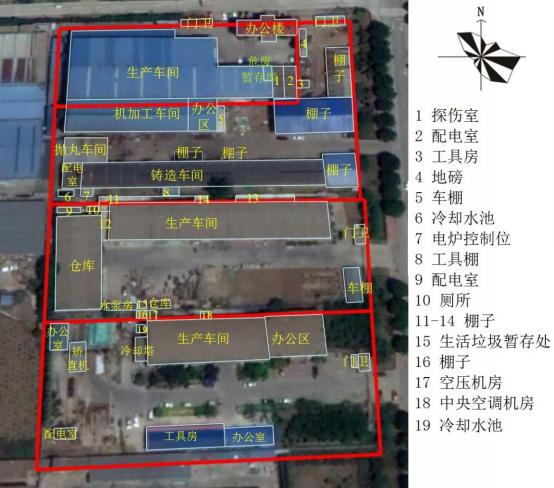 门卫
办公楼
门卫
4
危废
暂存库
生产车间
1
2
3
棚子
机加工车间
办公区
5
棚子
抛丸车间
棚子
棚子
配电室
铸造车间
棚子
6
7
8
11
14
13
9
10
12
生产车间
门卫
仓库
车棚
水泵房
15
仓库
16
17
18
19
办公室
矫直机
冷却塔
生产车间
办公区
门卫
配电室
工具房
办公室
N
1 探伤室
2 配电室
3 工具房
4 地磅
5 车棚
6 冷却水池
7 电炉控制位
8 工具棚
9 配电室
10 厕所
11-14 棚子
15 生活垃圾暂存处
16 棚子
17 空压机房
18 中央空调机房
19 冷却水池